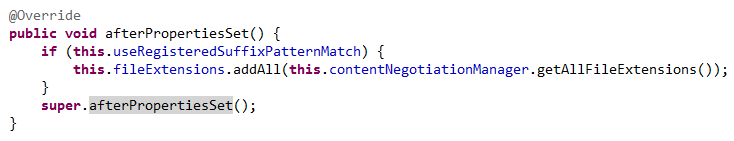 @Override
public void afterPropertiesSet() {
    if (this.useRegisteredSuffixPatternMatch) {
        this.fileExtensions.addAll(this.contentNegotiationManager.getAllFileExtensions());
    }
    super.afterPropertiesSet();
}